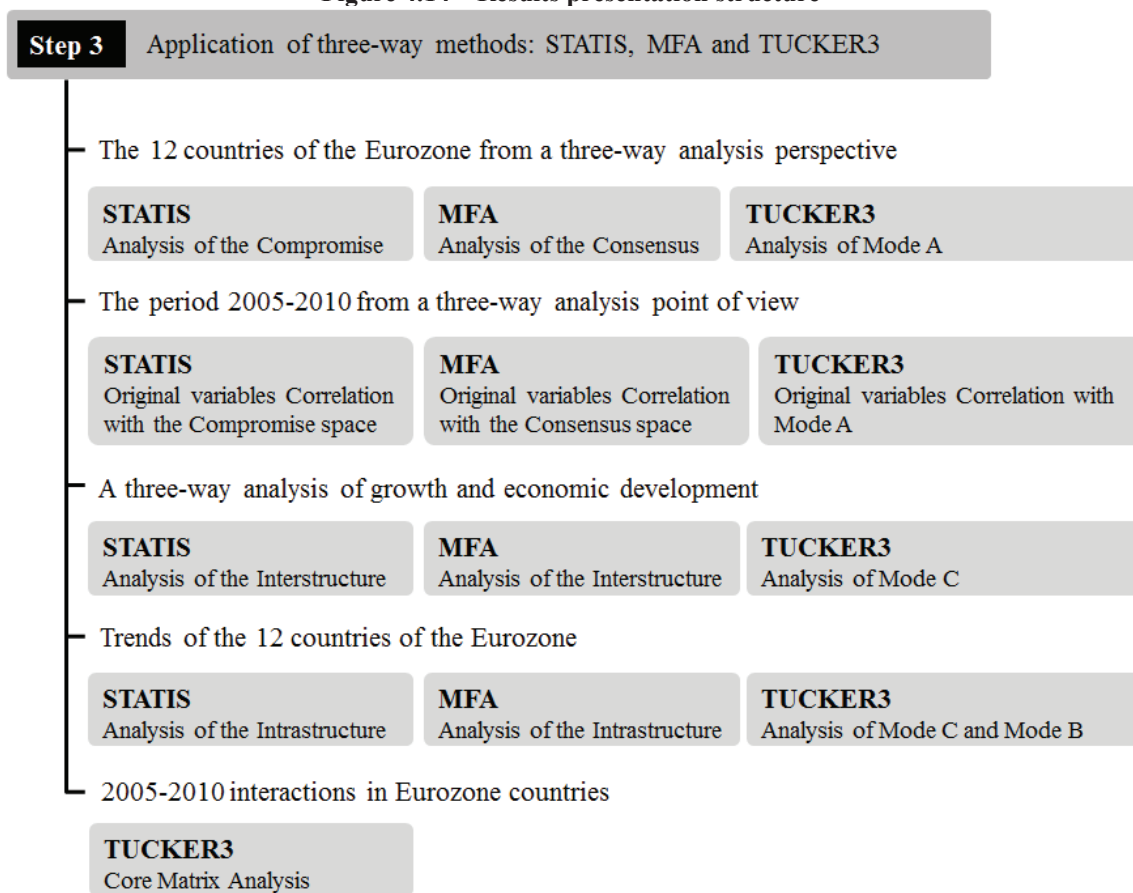 Figure 4.14 – Results presentation structure
Step 3 Application of three-way methods: STATIS, MFA and TUCKER3
The 12 countries of the Eurozone from a three-way analysis perspective
STATIS
Analysis of the Compromise
MFA
Analysis of the Consensus
TUCKER3
Analysis of Mode A
The period 2005-2010 from a three-way analysis point of view
STATIS
Original variables Correlation
with the Compromise space
MFA
Original variables Correlation
with the Consensus space
TUCKER3
Original variables Correlation with
Mode A
A three-way analysis of growth and economic development
STATIS
Analysis of the Interstructure
MFA
Analysis of the Interstructure
TUCKER3
Analysis of Mode C
Trends of the 12 countries of the Eurozone
STATIS
Analysis of the Intrastructure
MFA
Analysis of the Intrastructure
TUCKER3
Analysis of Mode C and Mode B
2005-2010 interactions in Eurozone countries
TUCKER3
Core Matrix Analysis